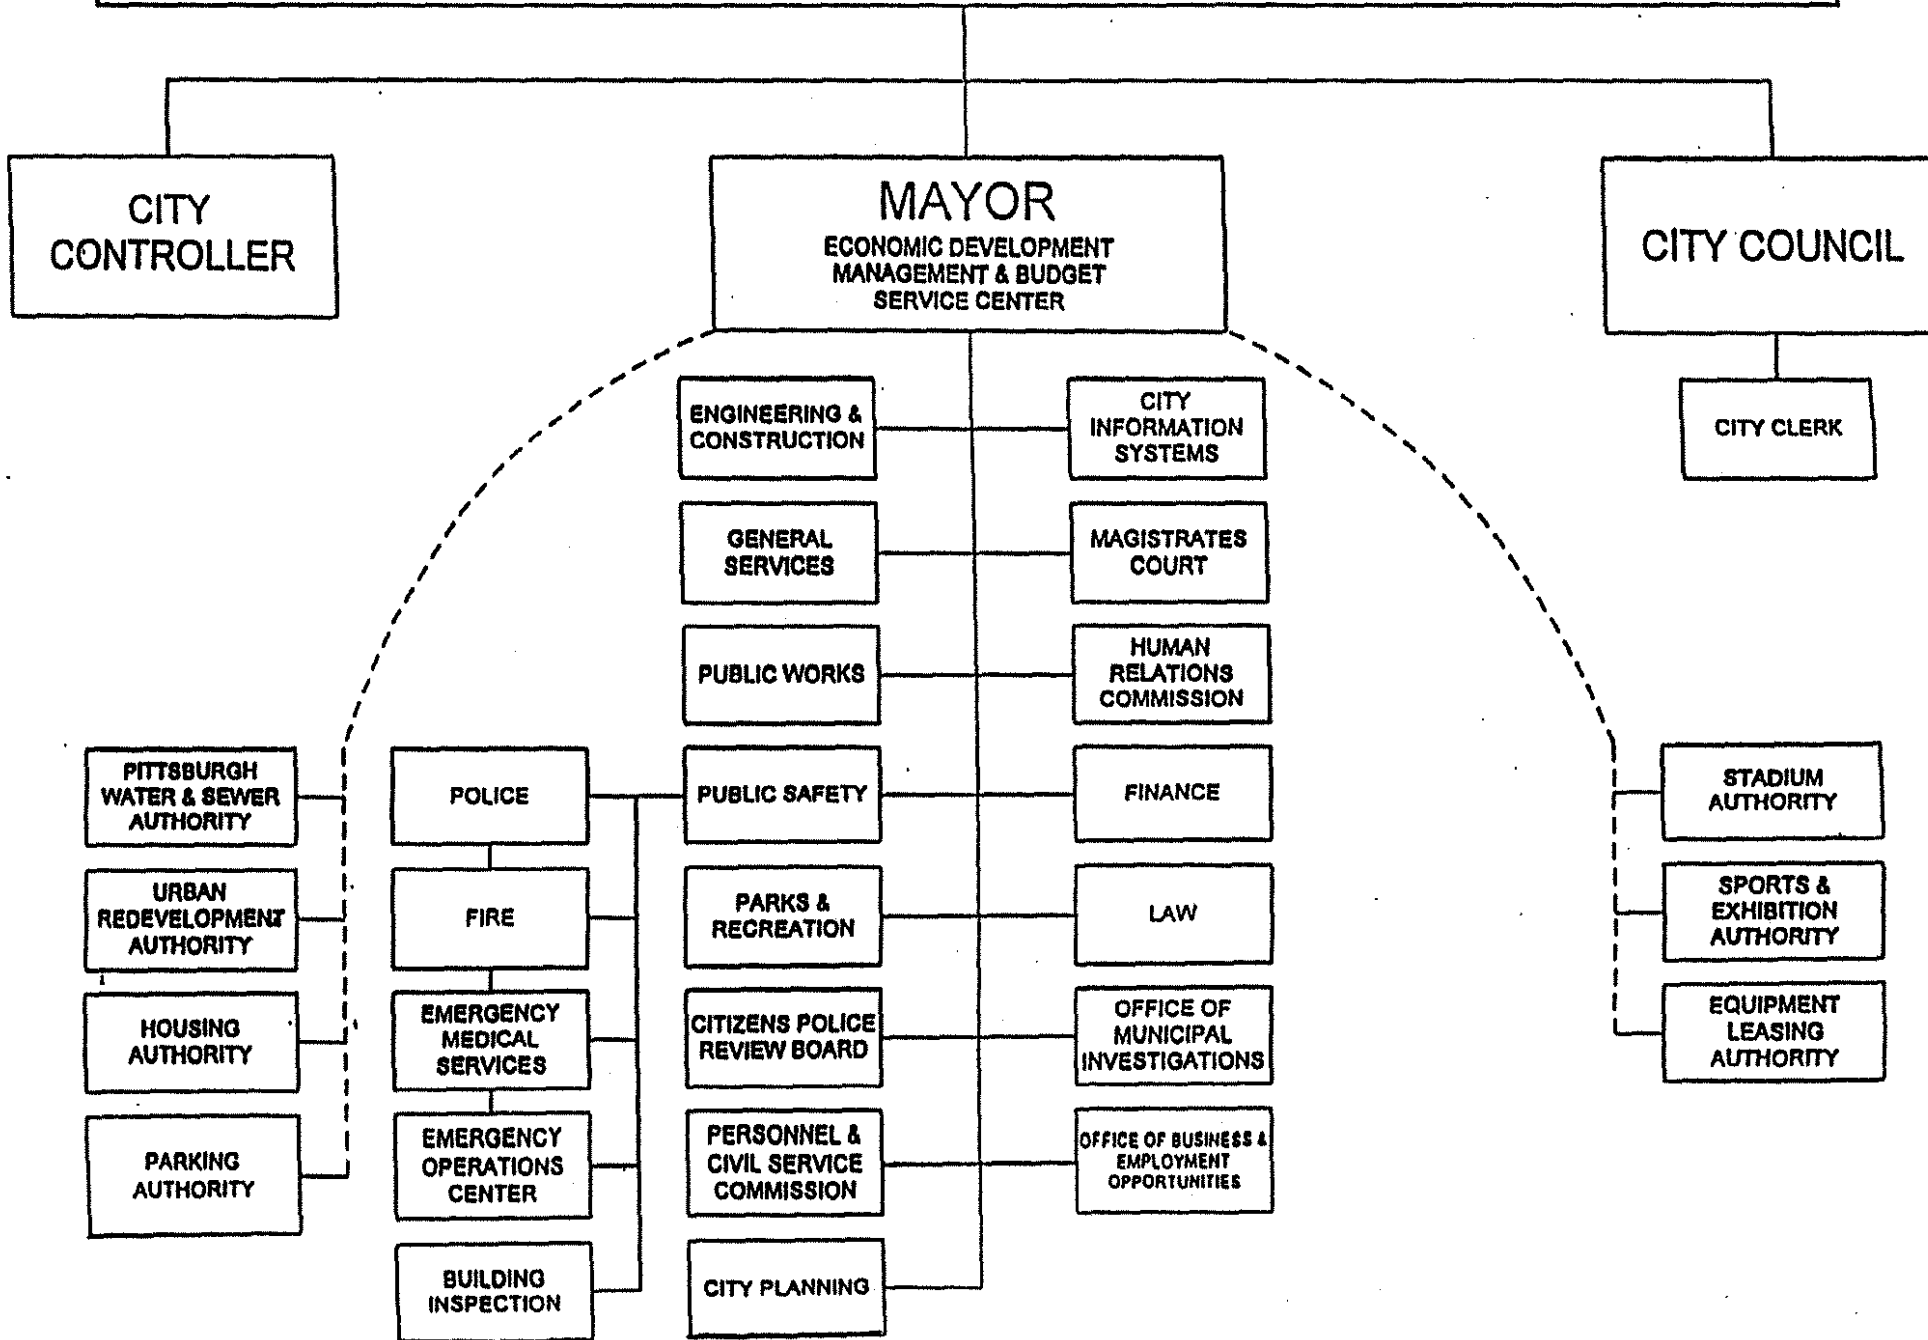 CITY
CONTROLLER
MAYOR
ECONOMIC DEVELOPMENT
MANAGEMENT & BUDGET
SERVICE CENTER
CITY COUNCIL
CITY CLERK
ENGINEERING &
CONSTRUCTION
CITY
INFORMATION
SYSTEMS
GENERAL
SERVICES
MAGISTRATES
COURT
PUBLIC WORKS
HUMAN
RELATIONS
COMMISSION
PITTSBURGH
WATER & SEWER
AUTHORITY
POLICE
PUBLIC SAFETY
FINANCE
STADIUM
AUTHORITY
URBAN
REDEVELOPMENT
AUTHORITY
FIRE
PARKS &
RECREATION
LAW
SPORTS &
EXHIBITION
AUTHORITY
HOUSING
AUTHORITY
EMERGENCY
MEDICAL
SERVICES
CITIZENS POLICE
REVIEW BOARD
OFFICE OF
MUNICIPAL
INVESTIGATIONS
EQUIPMENT
LEASING
AUTHORITY
PARKING
AUTHORITY
EMERGENCY
OPERATIONS
CENTER
PERSONNEL &
CIVIL SERVICE
COMMISSION
OFFICE OF BUSINESS &
EMPLOYMENT
OPPORTUNITIES
BUILDING
INSPECTION
CITY PLANNING